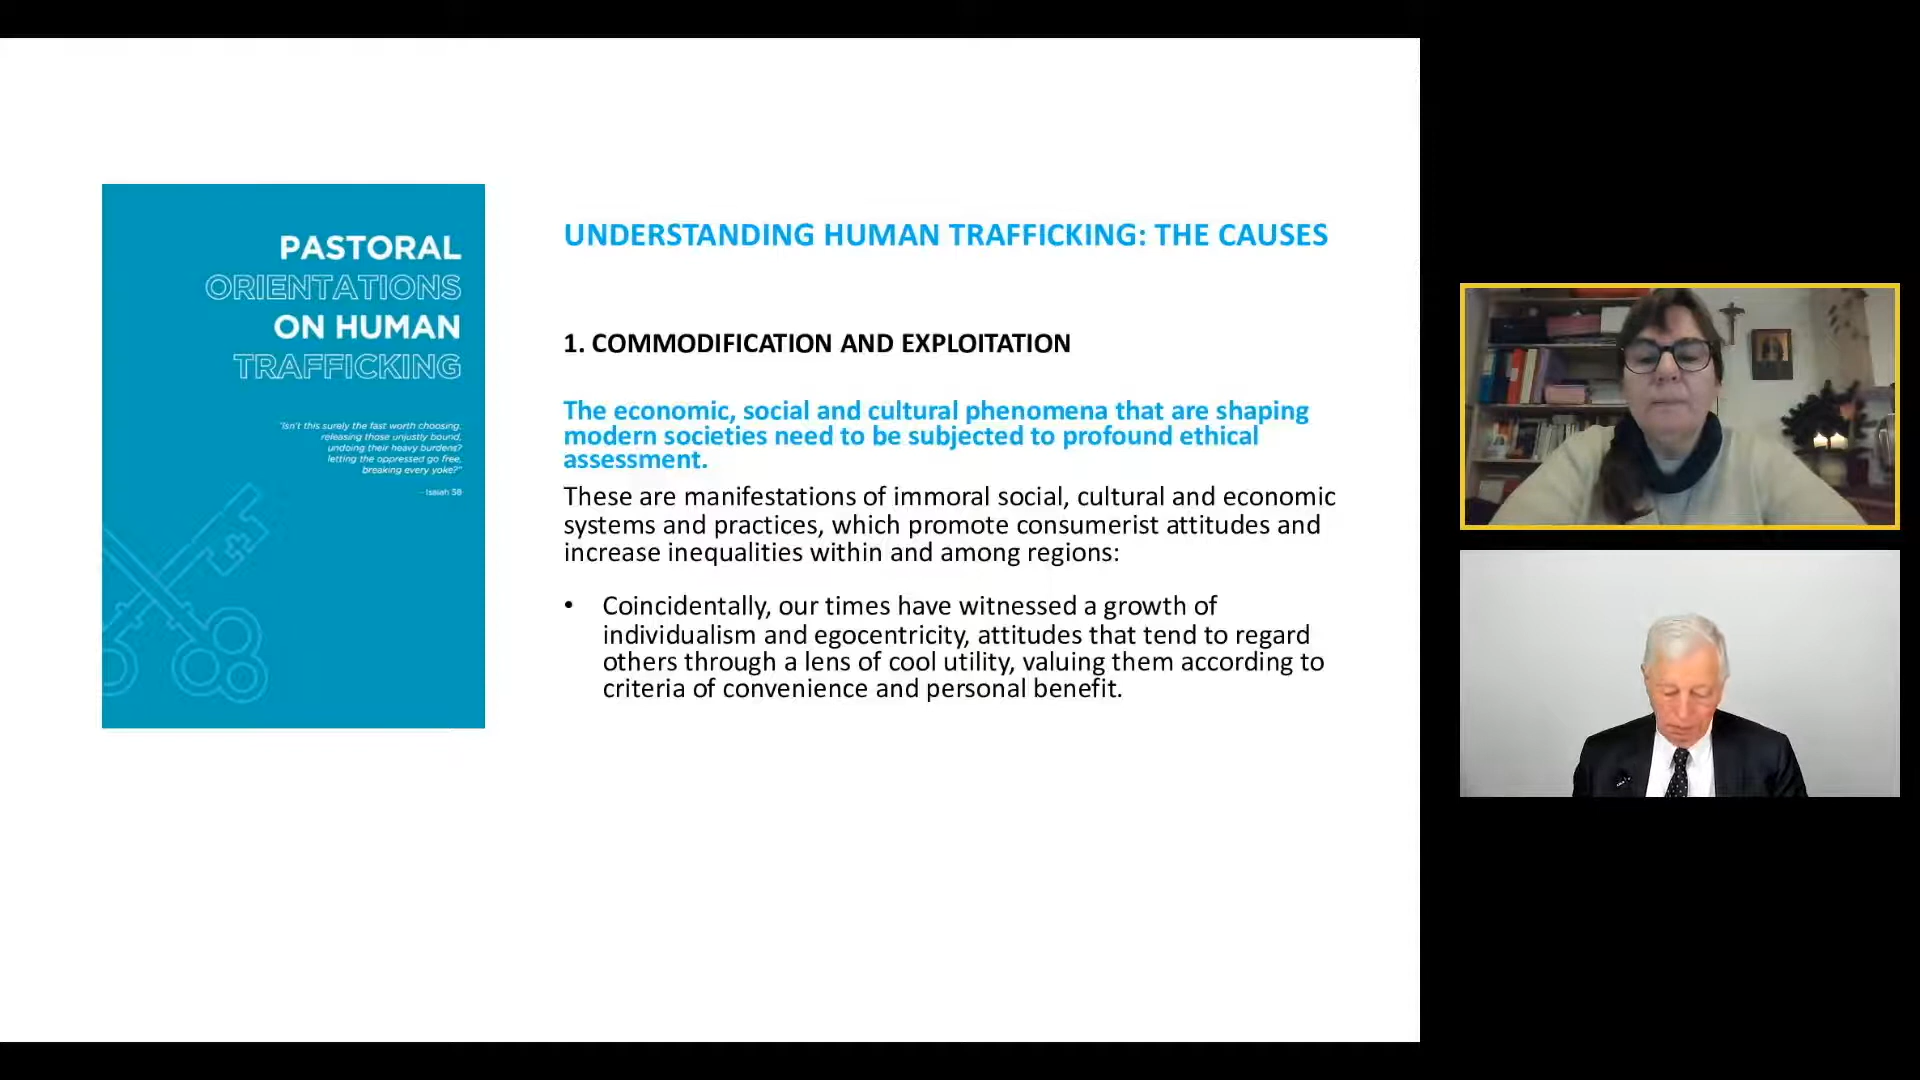 PASTORAL
ORIENTATIONS
ON HUMAN
TRAFFICKING
"Isn't this surely the fast worth choosing,
releasing those unjustly bound,
undoing their heavy burdens?
letting the oppressed go free,
breaking every yoke?"
- Isaiah 58
UNDERSTANDING HUMAN TRAFFICKING: THE CAUSES
1. COMMODIFICATION AND EXPLOITATION
The economic, social and cultural phenomena that are shaping
modern societies need to be subjected to profound ethical
assessment.
These are manifestations of immoral social, cultural and economic
systems and practices, which promote consumerist attitudes and
increase inequalities within and among regions:
• Coincidentally, our times have witnessed a growth of
individualism and egocentricity, attitudes that tend to regard
others through a lens of cool utility, valuing them according to
criteria of convenience and personal benefit.